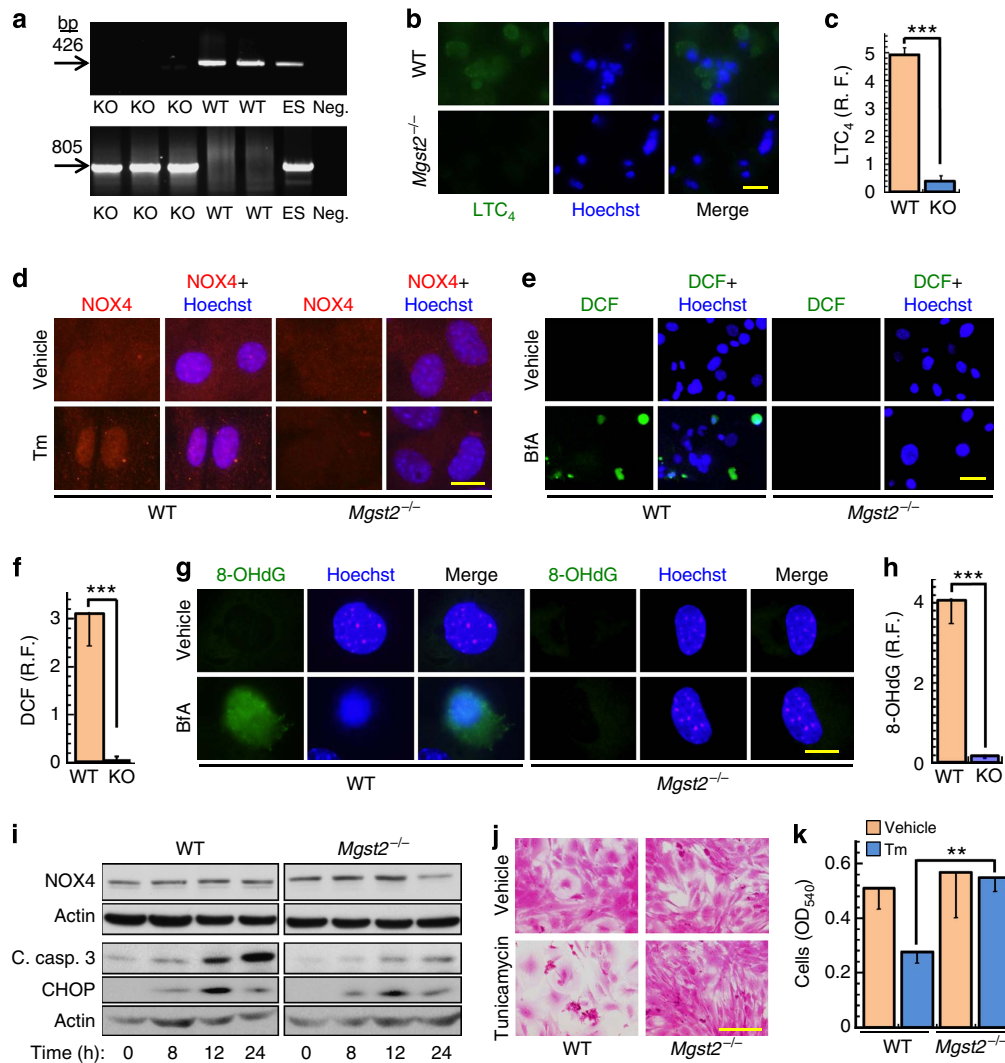 a
bp
426
KO KO KO WT WT ES Neg.
805
KO KO KO WT WT ES Neg.
b
WT
Mgst2–/–
LTC4 Hoechst Merge
c
***
LTC4 (R. F.)
5
4
3
2
1
0
WT KO
d
NOX4 NOX4+ Hoechst NOX4 NOX4+ Hoechst
Vehicle
Tm
WT Mgst2–/–
e
DCF DCF+ Hoechst DCF DCF+ Hoechst
Vehicle
BfA
WT Mgst2–/–
f
***
DCF (R.F.)
3
2
1
0
WT KO
g
8-OHdG Hoechst Merge 8-OHdG Hoechst Merge
Vehicle
BfA
WT Mgst2–/–
h
***
8-OHdG (R.F.)
4
2
0
WT KO
i
WT Mgst2–/–
NOX4
Actin
C. casp. 3
CHOP
Actin
Time (h): 0 8 12 24 0 8 12 24
j
Vehicle
Tunicamycin
WT Mgst2–/–
k
Vehicle
Tm
**
Cells (OD540)
0.6
0.4
0.2
0
WT Mgst2–/–